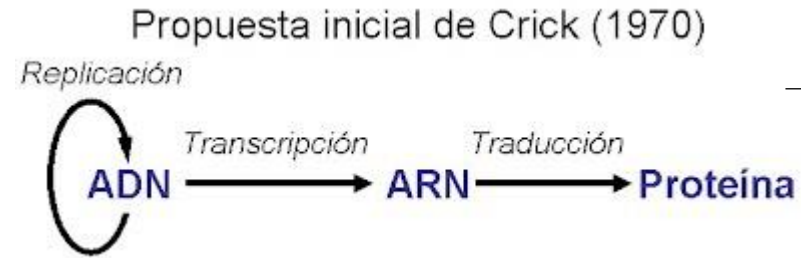 Propuesta inicial de Crick (1970)
Replicación
Transcripción Traducción
ADN ARN Proteína